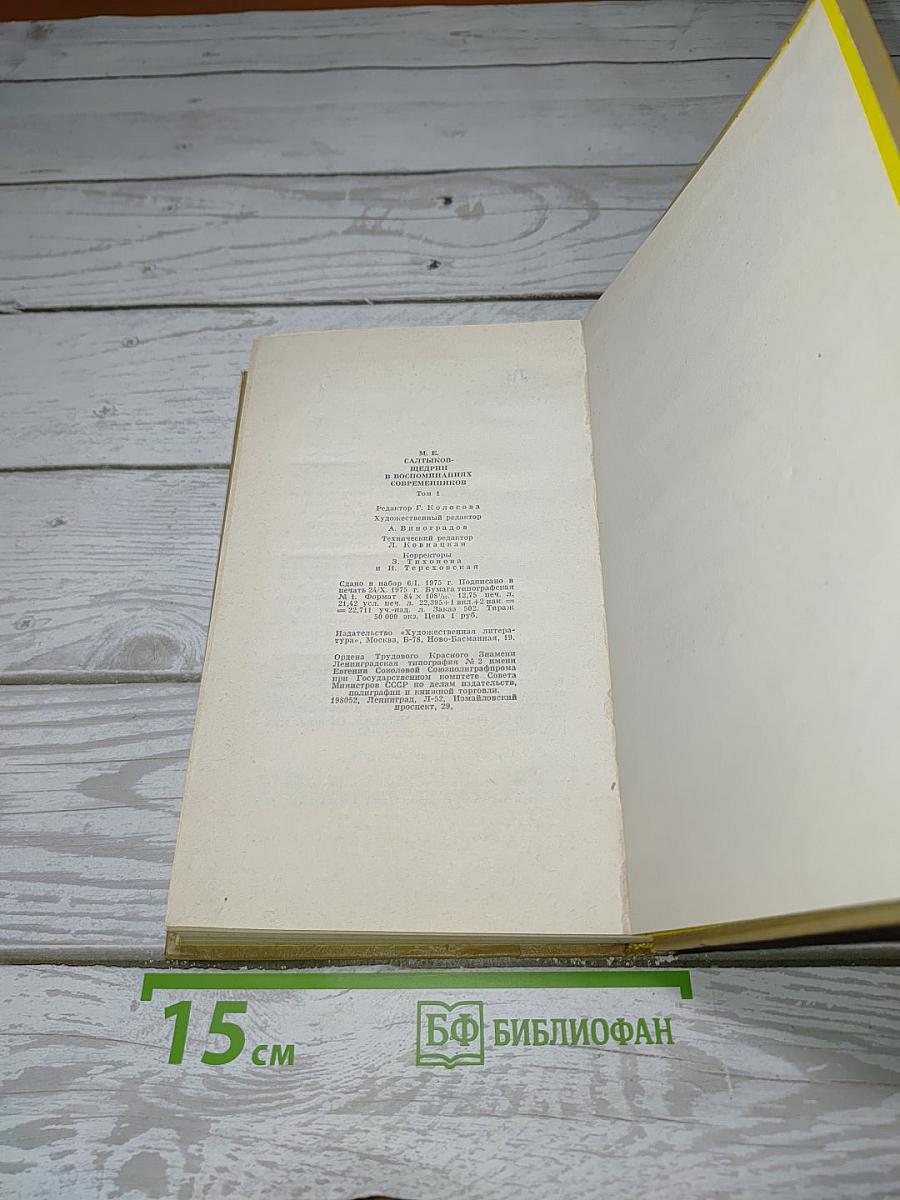 М. Е.
САЛТЫКОВ-
ЩЕДРИН
В ВОСПОМИНАНИЯХ
СОВРЕМЕННИКОВ
Том 1
Редактор Г. Колосова
Художественный редактор
А. Виноградов
Технический редактор
Л. Ковнацкая
Корректоры
З. Тихонова
и И. Тереховская
Сдано в набор 6/I. 1975 г. Подписано в
печать 24/X. 1975 г. Бумага типографская
№ 1. Формат 84 × 108¹/₃₂. 12,75 печ. л.
21,42 усл. печ. л. 22,395+1 вкл.+2 нак. =
= 22,711 уч.-изд. л. Заказ 502. Тираж
50 000 экз. Цена 1 руб.
Издательство «Художественная литера-
тура», Москва, Б-78, Ново-Басманная, 19.
Ордена Трудового Красного Знамени
Ленинградская типография № 2 имени
Евгении Соколовой Союзполиграфпрома
при Государственном комитете Совета
Министров СССР по делам издательств,
полиграфии и книжной торговли.
198052, Ленинград, Л-52, Измайловский
проспект, 29.
15 см
БФ БИБЛИОФАН